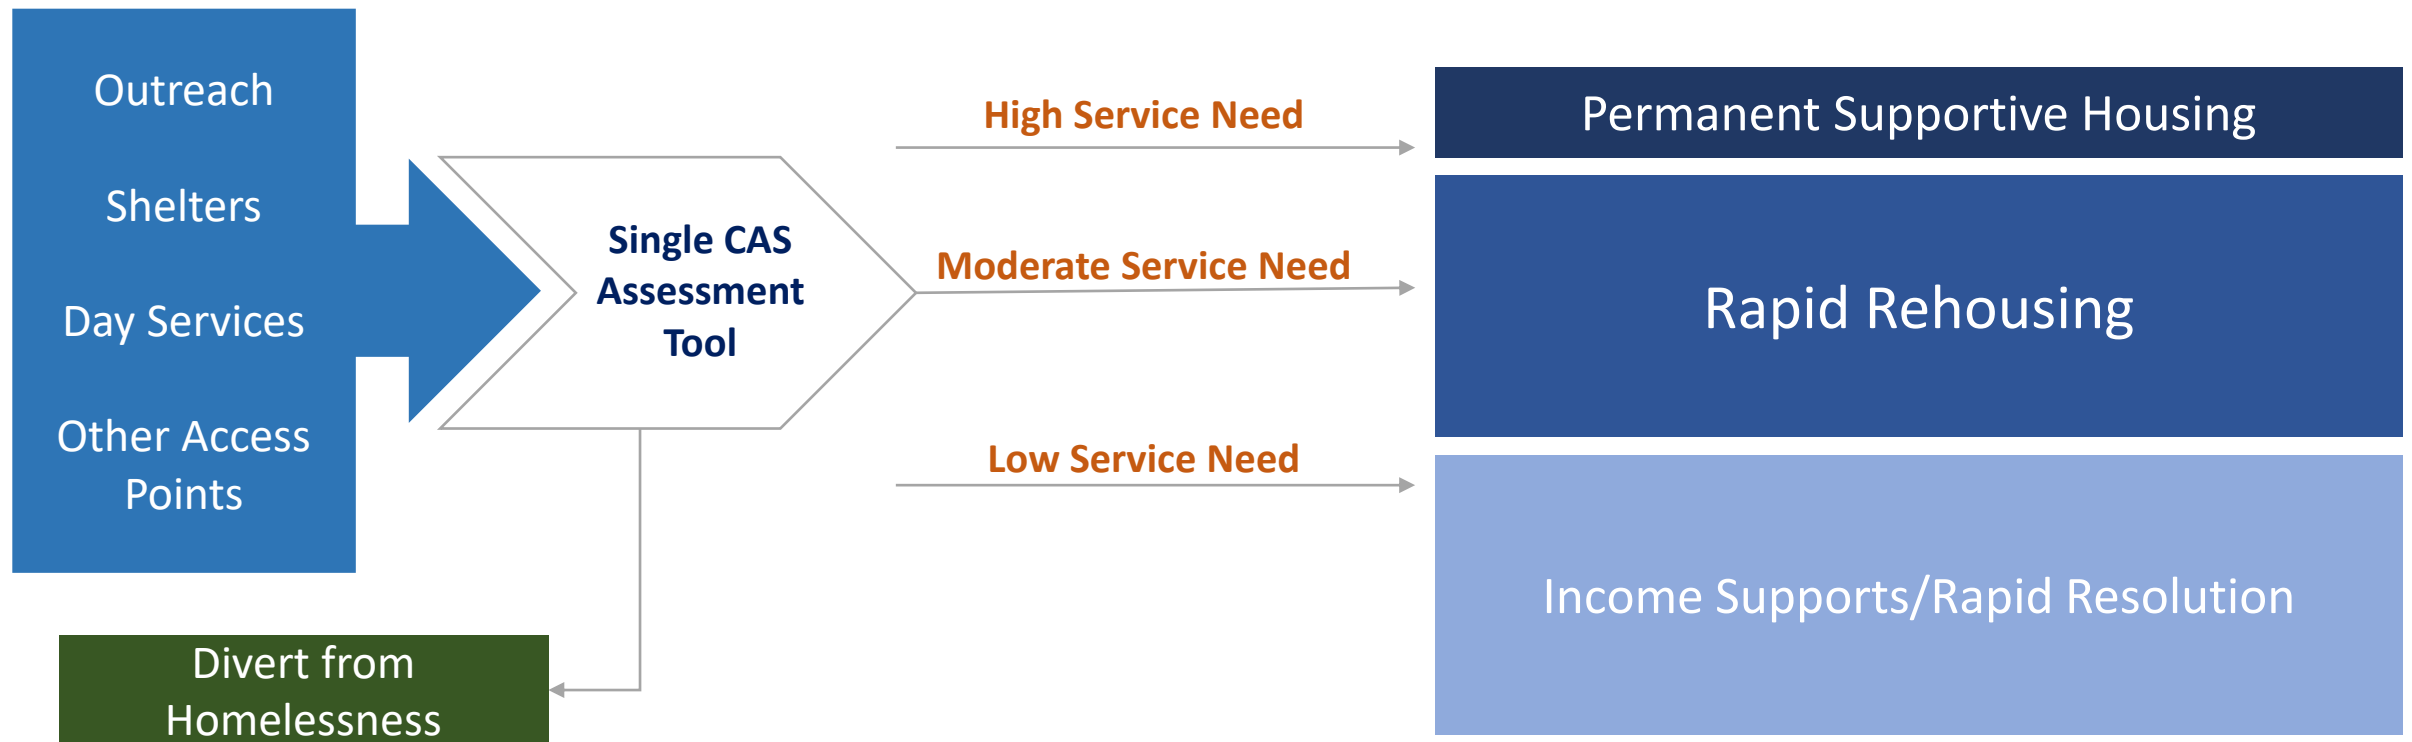 Outreach
Shelters
Day Services
Other Access
Points
Single CAS
Assessment
Tool
High Service Need
Moderate Service Need
Low Service Need
Permanent Supportive Housing
Rapid Rehousing
Income Supports/Rapid Resolution
Divert from
Homelessness